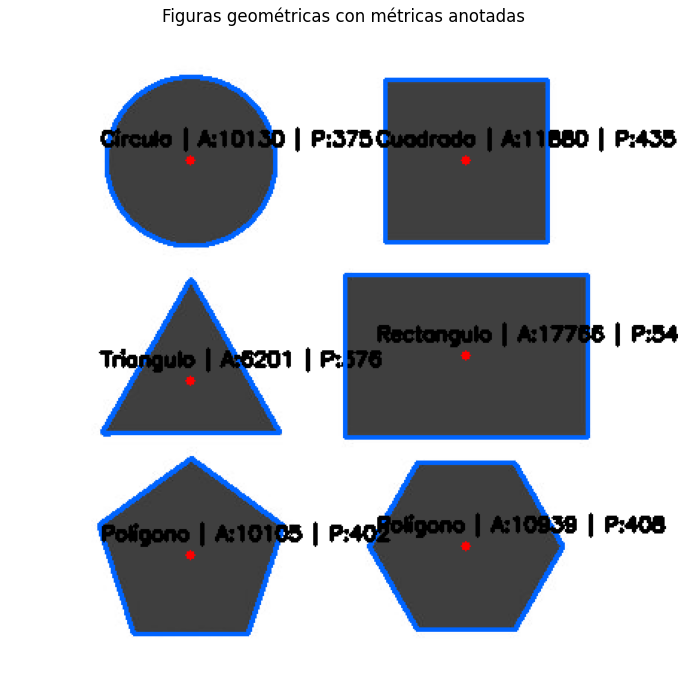 Figuras geométricas con métricas anotadas
Circulo | A:10130 | P:375
Cuadrado | A:11880 | P:435
Triangulo | A:6201 |
Rectangulo | A:17766 | P:54
Poligono | A:10105 | P:402
Poligono | A:10939 | P:408